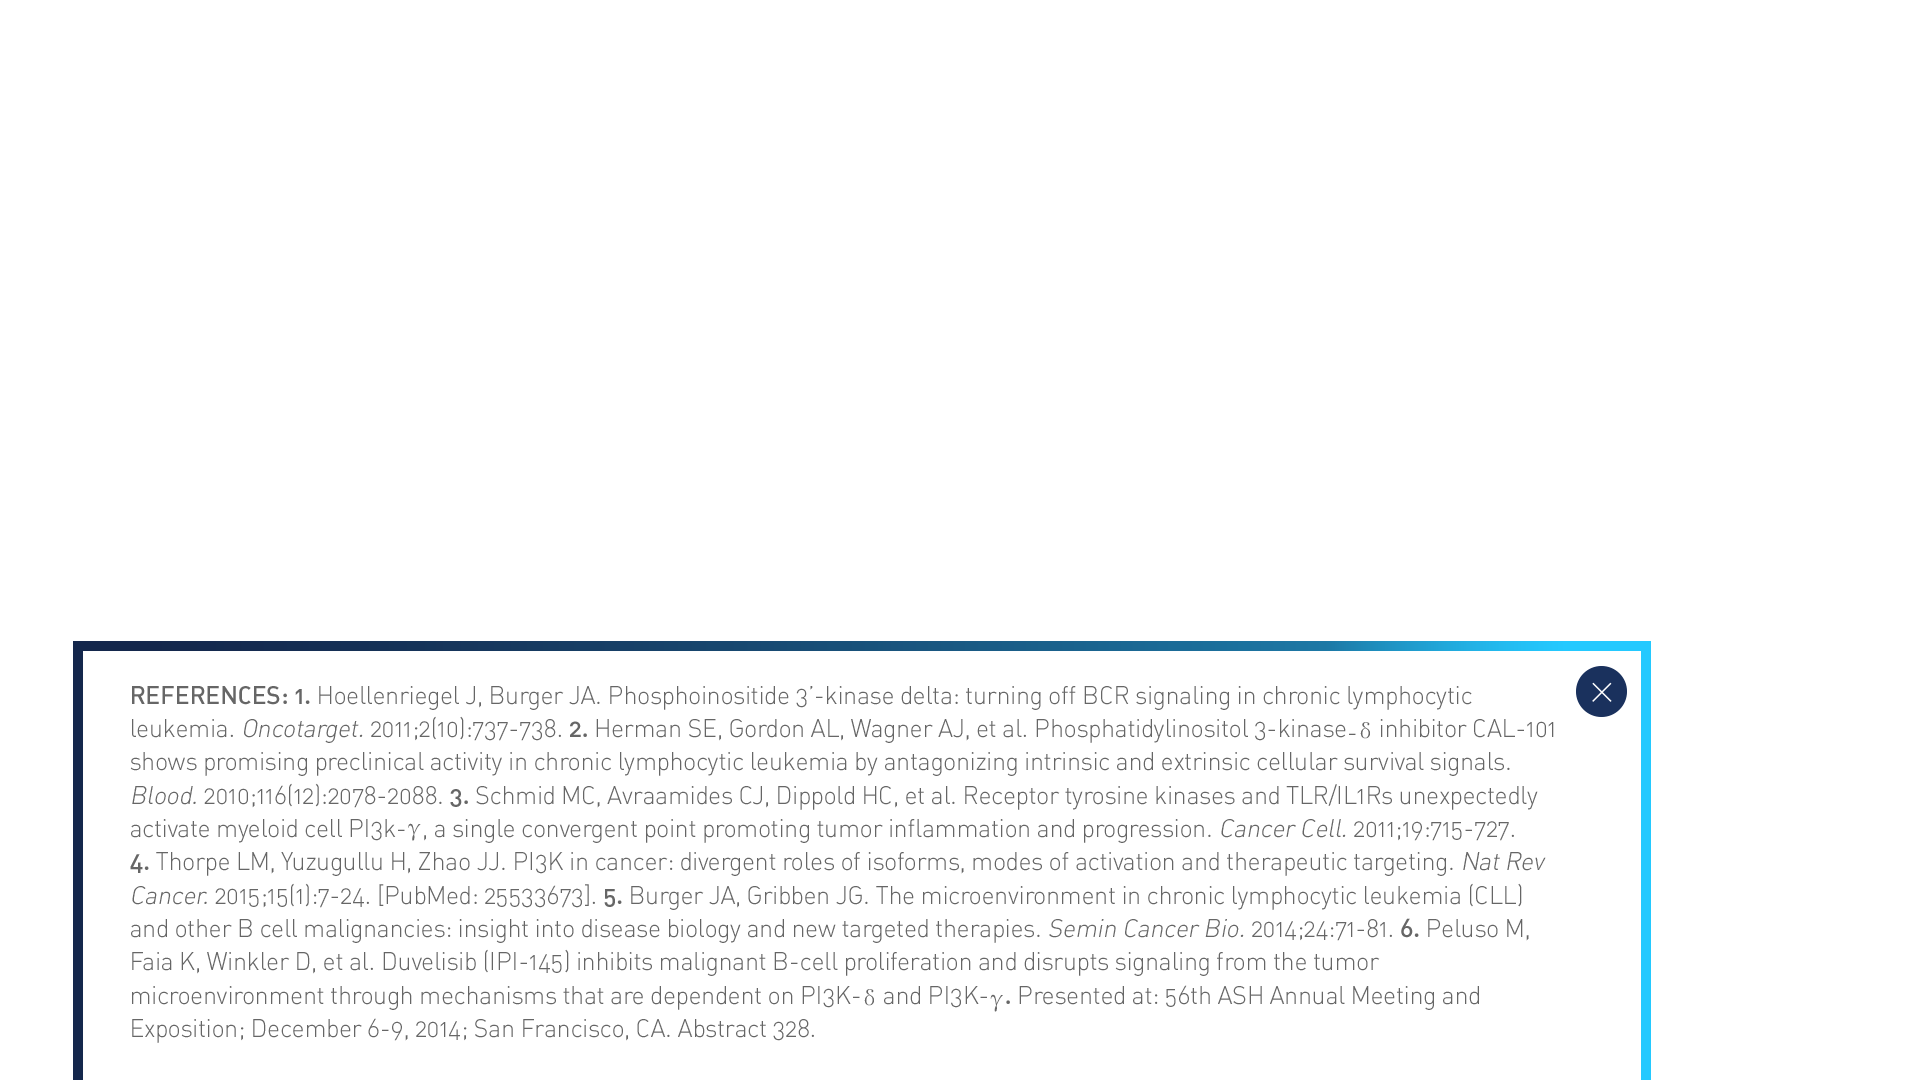 REFERENCES: 1. Hoellenriegel J, Burger JA. Phosphoinositide 3’-kinase delta: turning off BCR signaling in chronic lymphocytic
leukemia. Oncotarget. 2011;2(10):737-738. 2. Herman SE, Gordon AL, Wagner AJ, et al. Phosphatidylinositol 3-kinase-δ inhibitor CAL-101
shows promising preclinical activity in chronic lymphocytic leukemia by antagonizing intrinsic and extrinsic cellular survival signals.
Blood. 2010;116(12):2078-2088. 3. Schmid MC, Avraamides CJ, Dippold HC, et al. Receptor tyrosine kinases and TLR/IL1Rs unexpectedly
activate myeloid cell PI3k-γ, a single convergent point promoting tumor inflammation and progression. Cancer Cell. 2011;19:715-727.
4. Thorpe LM, Yuzugullu H, Zhao JJ. PI3K in cancer: divergent roles of isoforms, modes of activation and therapeutic targeting. Nat Rev
Cancer. 2015;15(1):7-24. [PubMed: 25533673]. 5. Burger JA, Gribben JG. The microenvironment in chronic lymphocytic leukemia (CLL)
and other B cell malignancies: insight into disease biology and new targeted therapies. Semin Cancer Bio. 2014;24:71-81. 6. Peluso M,
Faia K, Winkler D, et al. Duvelisib (IPI-145) inhibits malignant B-cell proliferation and disrupts signaling from the tumor
microenvironment through mechanisms that are dependent on PI3K-δ and PI3K-γ. Presented at: 56th ASH Annual Meeting and
Exposition; December 6-9, 2014; San Francisco, CA. Abstract 328.